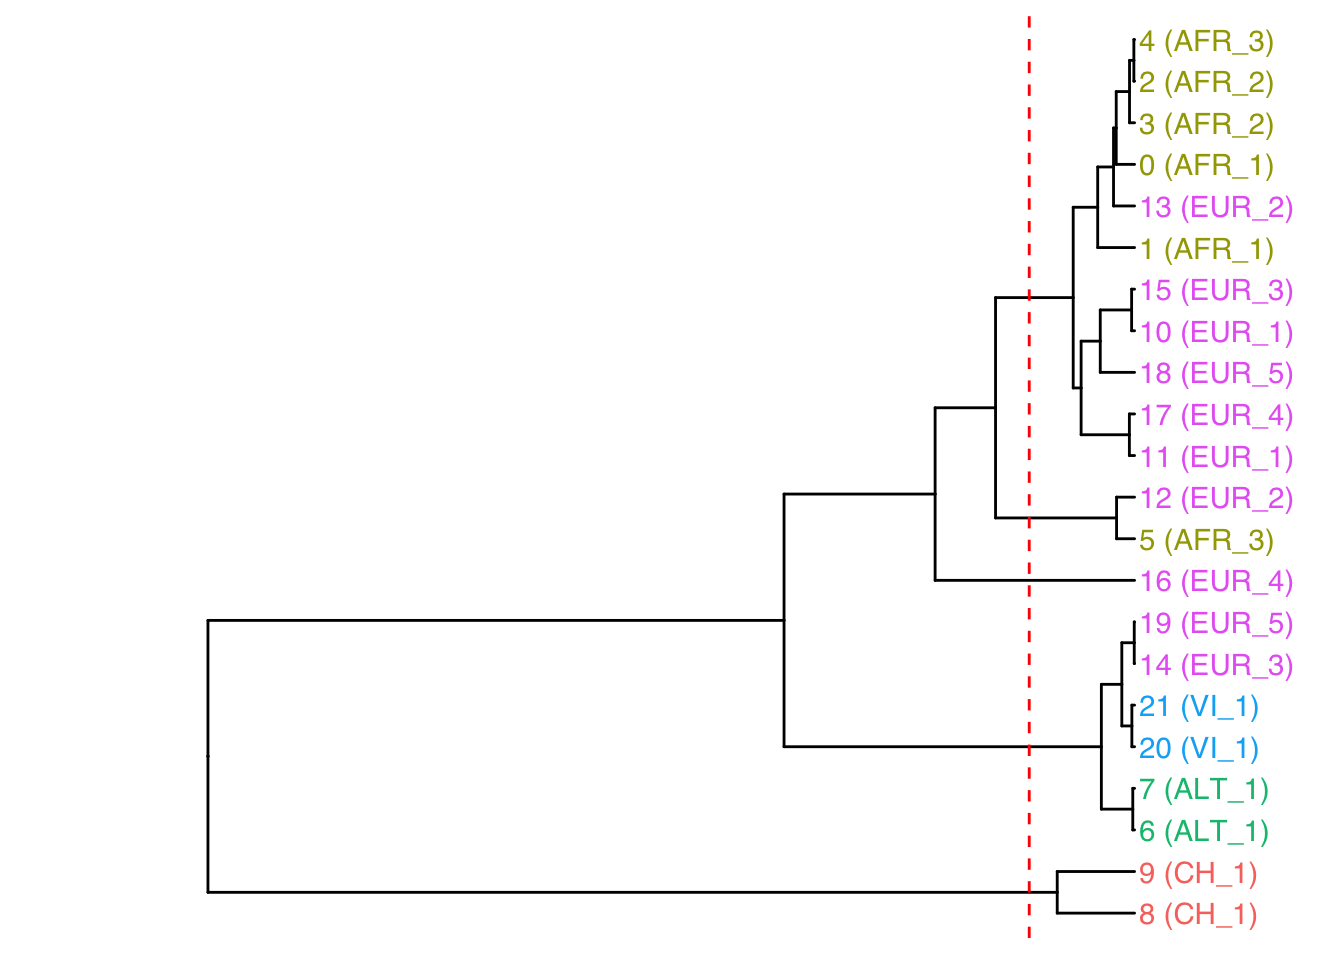 4 (AFR_3)
2 (AFR_2)
3 (AFR_2)
0 (AFR_1)
13 (EUR_2)
1 (AFR_1)
15 (EUR_3)
10 (EUR_1)
18 (EUR_5)
17 (EUR_4)
11 (EUR_1)
12 (EUR_2)
5 (AFR_3)
16 (EUR_4)
19 (EUR_5)
14 (EUR_3)
21 (VI_1)
20 (VI_1)
7 (ALT_1)
6 (ALT_1)
9 (CH_1)
8 (CH_1)